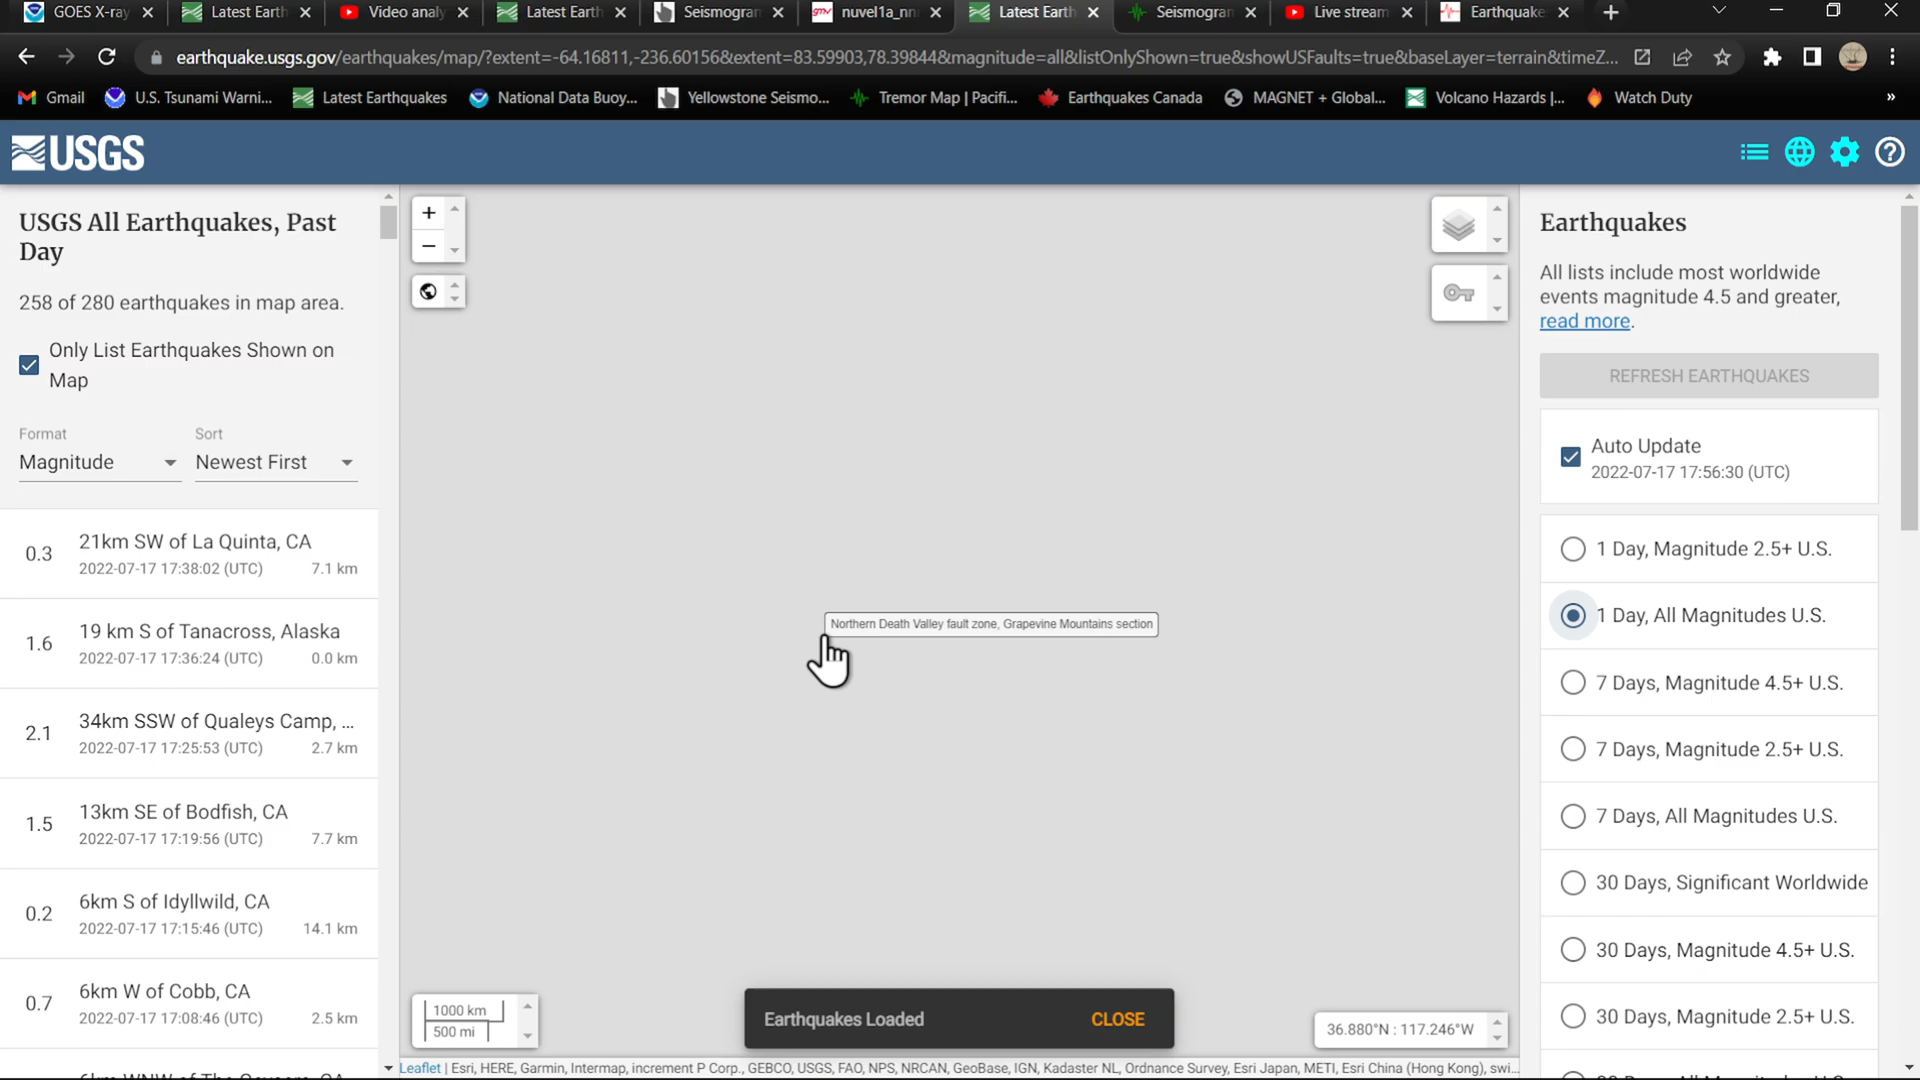 GOES X-ray
Latest Earth
Video analy
Latest Earth
Seismogran
nuvel1a_nn
Latest Earth
Seismogran
Live stream
Earthquake
earthquake.usgs.gov/earthquakes/map/?extent=-64.16811,-236.60156&extent=83.59903,78.39844&magnitude=all&listOnlyShown=true&showUSFaults=true&baseLayer=terrain&timeZ...
Gmail
U.S. Tsunami Warni...
Latest Earthquakes
National Data Buoy...
Yellowstone Seismo...
Tremor Map | Pacifi...
Earthquakes Canada
MAGNET + Global...
Volcano Hazards |...
Watch Duty
»
USGS
USGS All Earthquakes, Past
Day
258 of 280 earthquakes in map area.
Only List Earthquakes Shown on
Map
Format
Sort
Magnitude
Newest First
0.3
21km SW of La Quinta, CA
2022-07-17 17:38:02 (UTC) 7.1 km
1.6
19 km S of Tanacross, Alaska
2022-07-17 17:36:24 (UTC) 0.0 km
2.1
34km SSW of Qualeys Camp, ...
2022-07-17 17:25:53 (UTC) 2.7 km
1.5
13km SE of Bodfish, CA
2022-07-17 17:19:56 (UTC) 7.7 km
0.2
6km S of Idyllwild, CA
2022-07-17 17:15:46 (UTC) 14.1 km
0.7
6km W of Cobb, CA
2022-07-17 17:08:46 (UTC) 2.5 km
Northern Death Valley fault zone, Grapevine Mountains section
1000 km
500 mi
Earthquakes Loaded
CLOSE
36.880°N : 117.246°W
Leaflet | Esri, HERE, Garmin, Intermap, increment P Corp., GEBCO, USGS, FAO, NPS, NRCAN, GeoBase, IGN, Kadaster NL, Ordnance Survey, Esri Japan, METI, Esri China (Hong Kong), swi...
Earthquakes
All lists include most worldwide
events magnitude 4.5 and greater,
read more.
REFRESH EARTHQUAKES
Auto Update
2022-07-17 17:56:30 (UTC)
1 Day, Magnitude 2.5+ U.S.
1 Day, All Magnitudes U.S.
7 Days, Magnitude 4.5+ U.S.
7 Days, Magnitude 2.5+ U.S.
7 Days, All Magnitudes U.S.
30 Days, Significant Worldwide
30 Days, Magnitude 4.5+ U.S.
30 Days, Magnitude 2.5+ U.S.